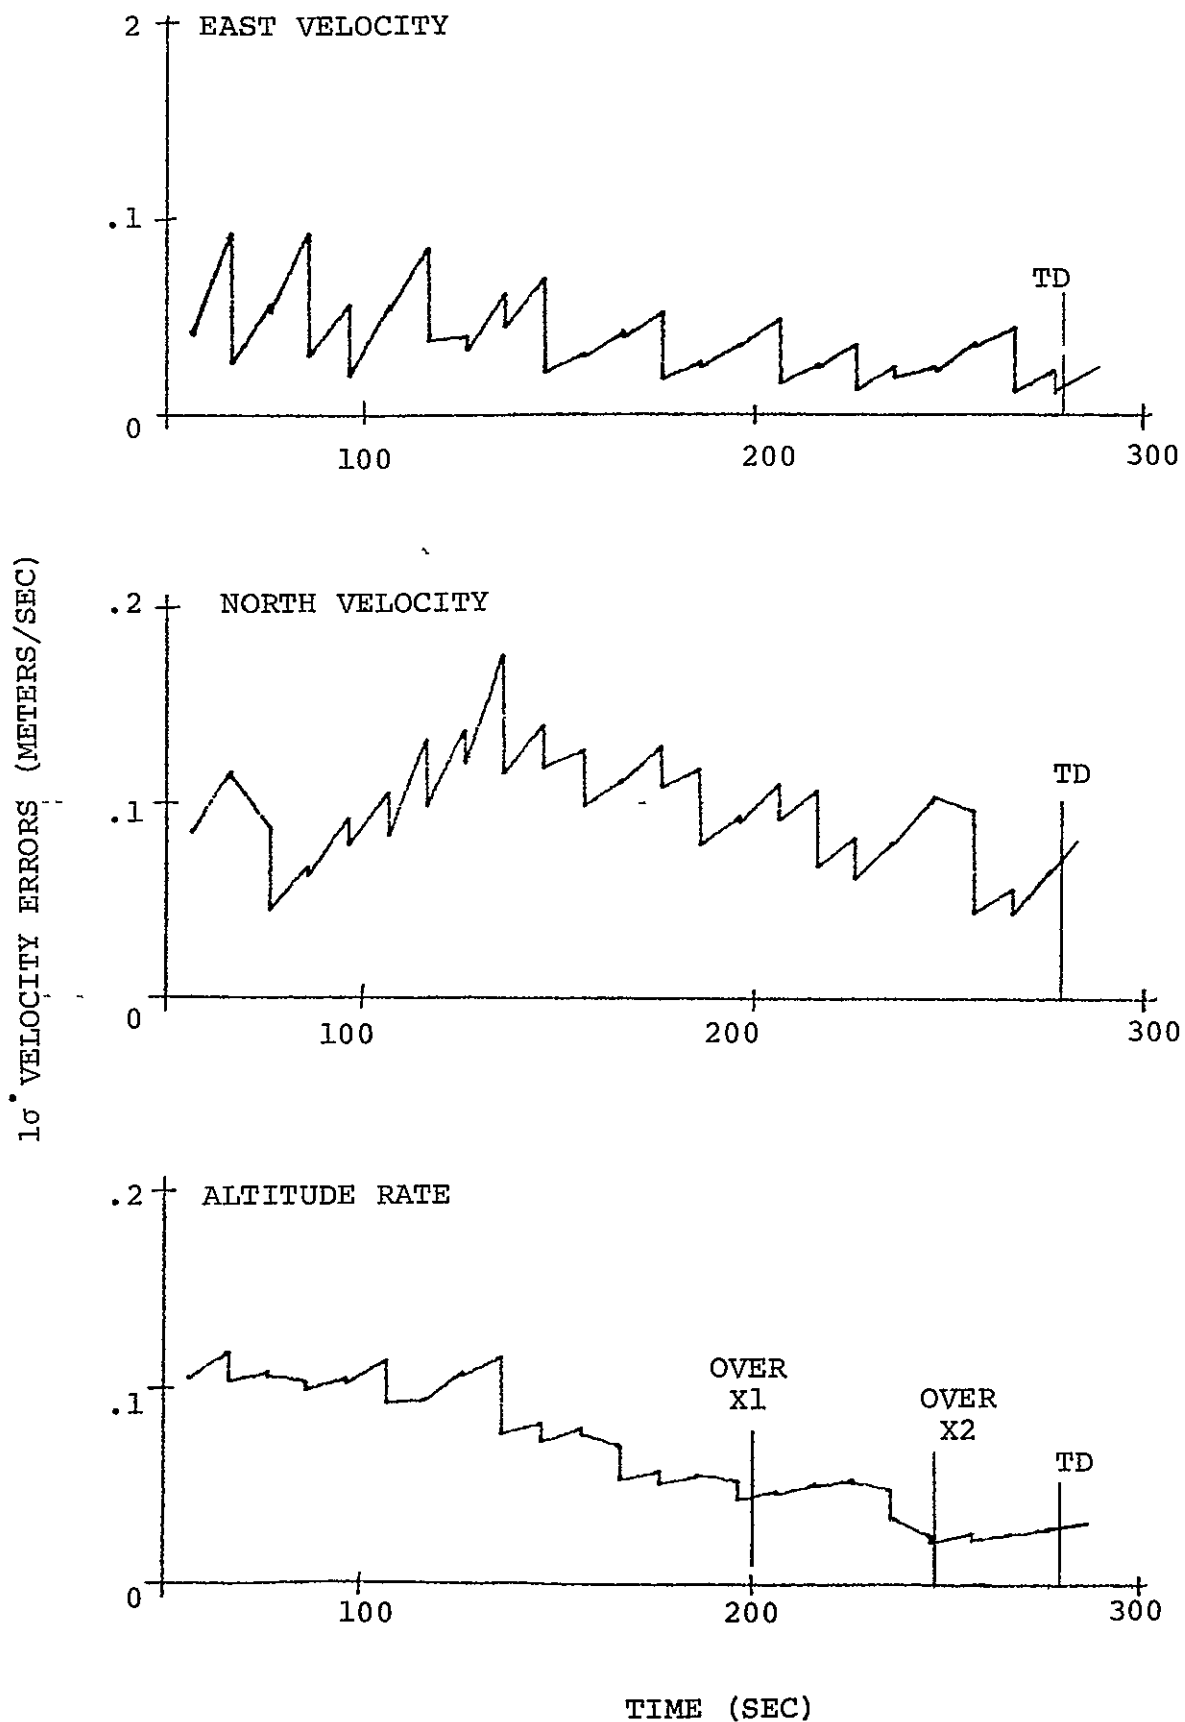 2 EAST VELOCITY
.1
TD
0
100 200 300
1σ VELOCITY ERRORS (METERS/SEC)
.2 NORTH VELOCITY
.1
TD
0
100 200 300
.2 ALTITUDE RATE
.1
OVER
X1
OVER
X2
TD
0
100 200 300
TIME (SEC)